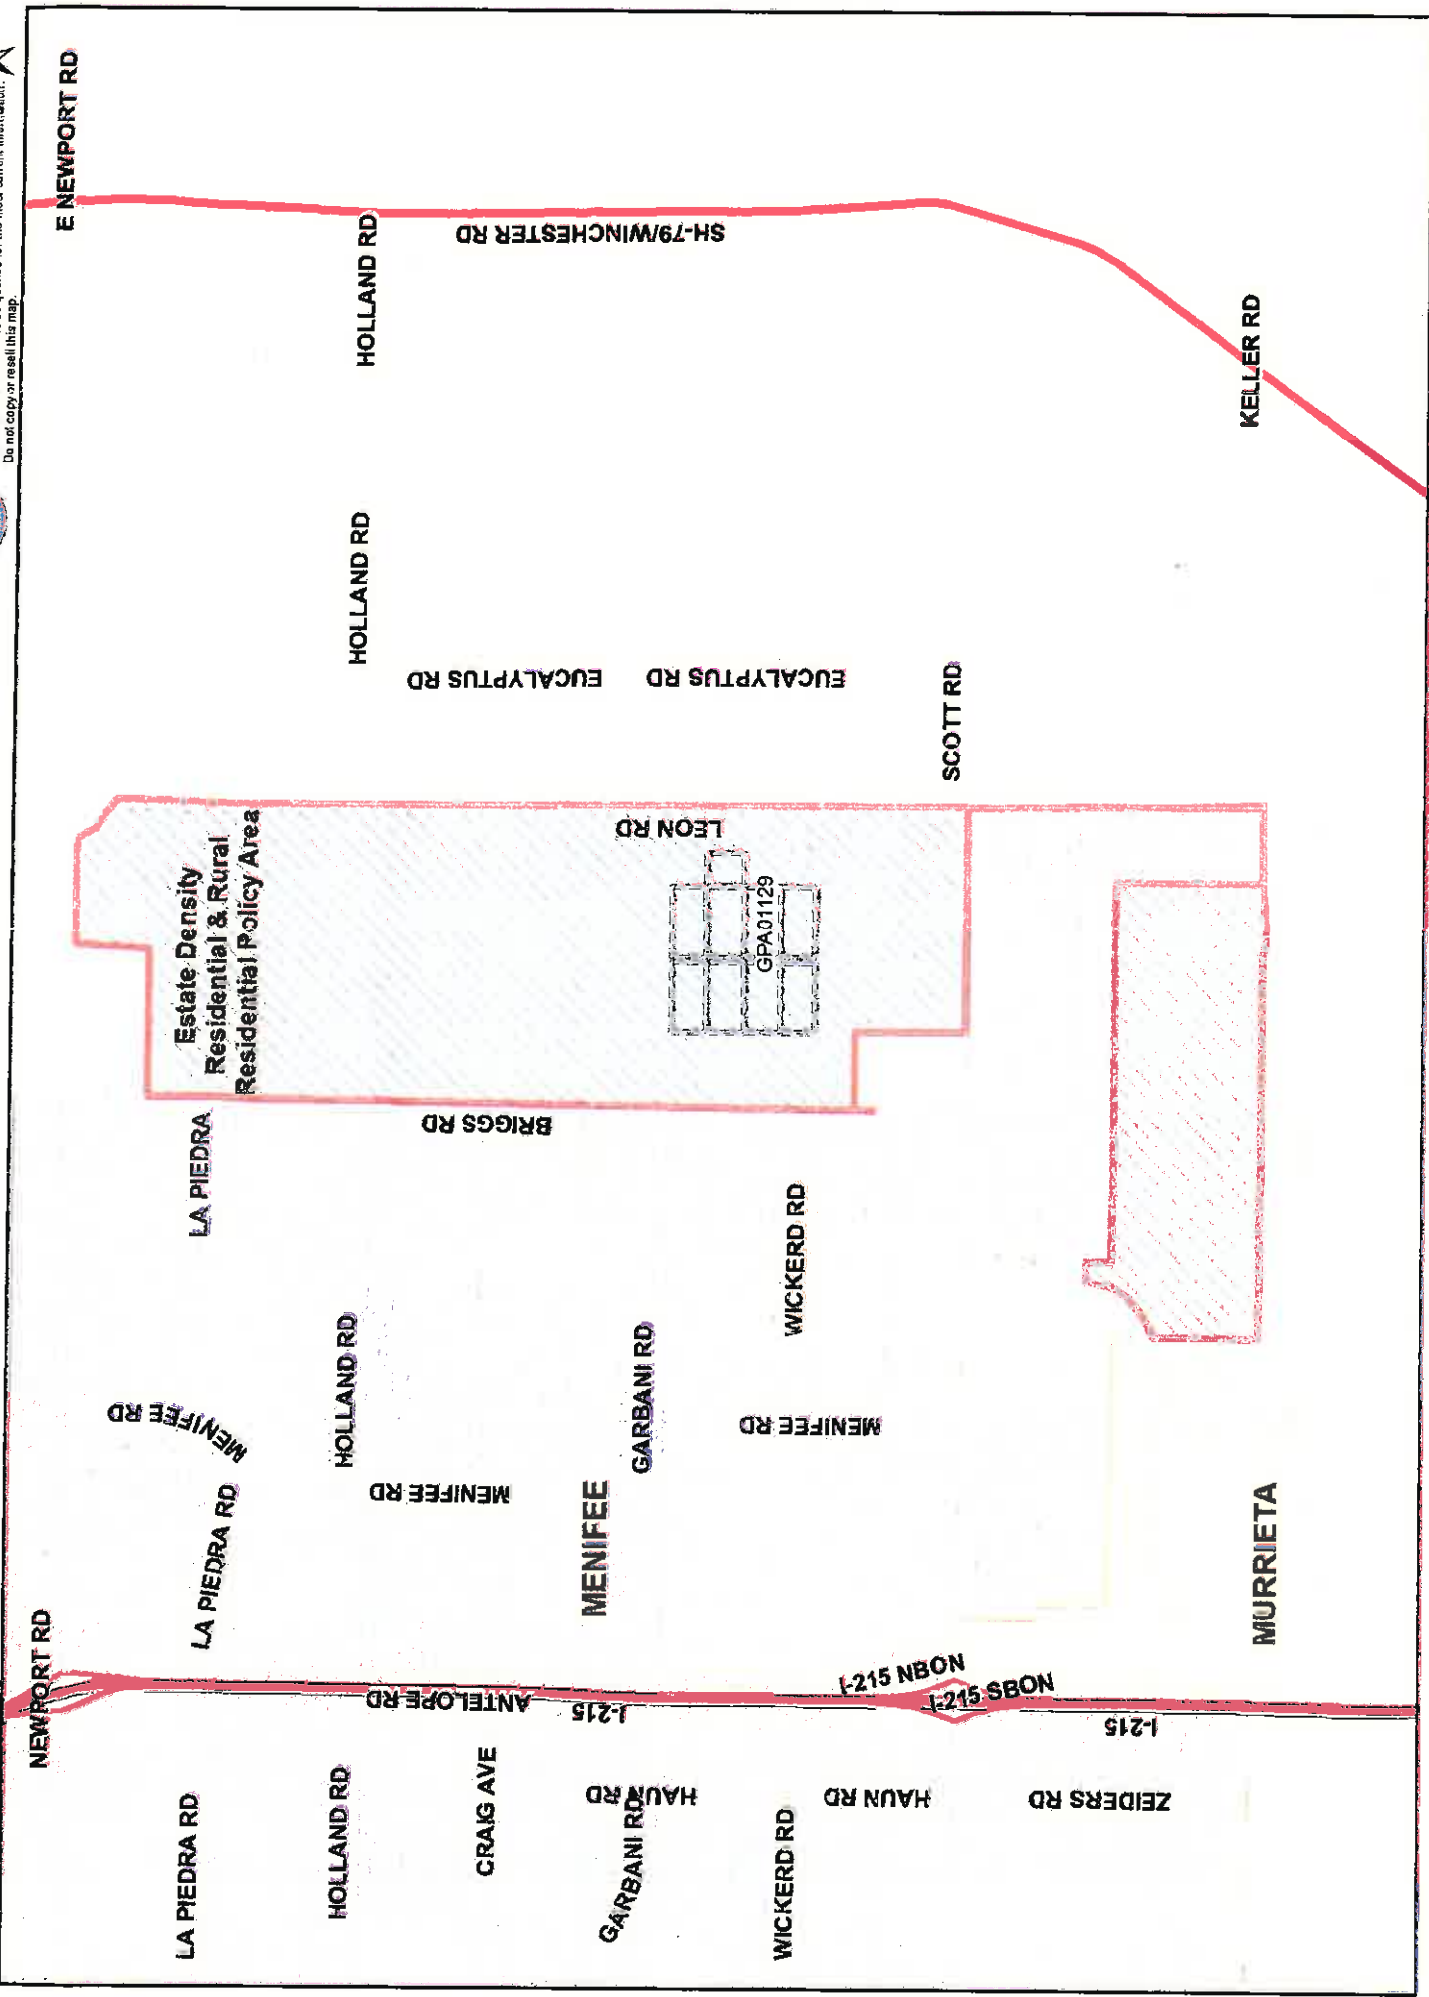 Do not copy or resell this map.
NEWPORT RD
E NEWPORT RD
LA PIEDRA RD
LA PIEDRA RD
MENIFEE RD
LA PIEDRA
Estate Density
Residential & Rural
Residential Policy Area
HOLLAND RD
HOLLAND RD
HOLLAND RD
HOLLAND RD
ANTELOPE RD
MENIFEE RD
BRIGGS RD
EUCALYPTUS RD
SH-79/WINCHESTER RD
CRAIG AVE
I-215
MENIFEE
HAUN RD
GARBANI RD
GARBANI RD
LEON RD
EUCALYPTUS RD
GPA01129
WICKERD RD
MENIFEE RD
WICKERD RD
HAUN RD
I-215 NBON
I-215 SBON
SCOTT RD
ZEIDERS RD
I-215
MURRIETA
KELLER RD